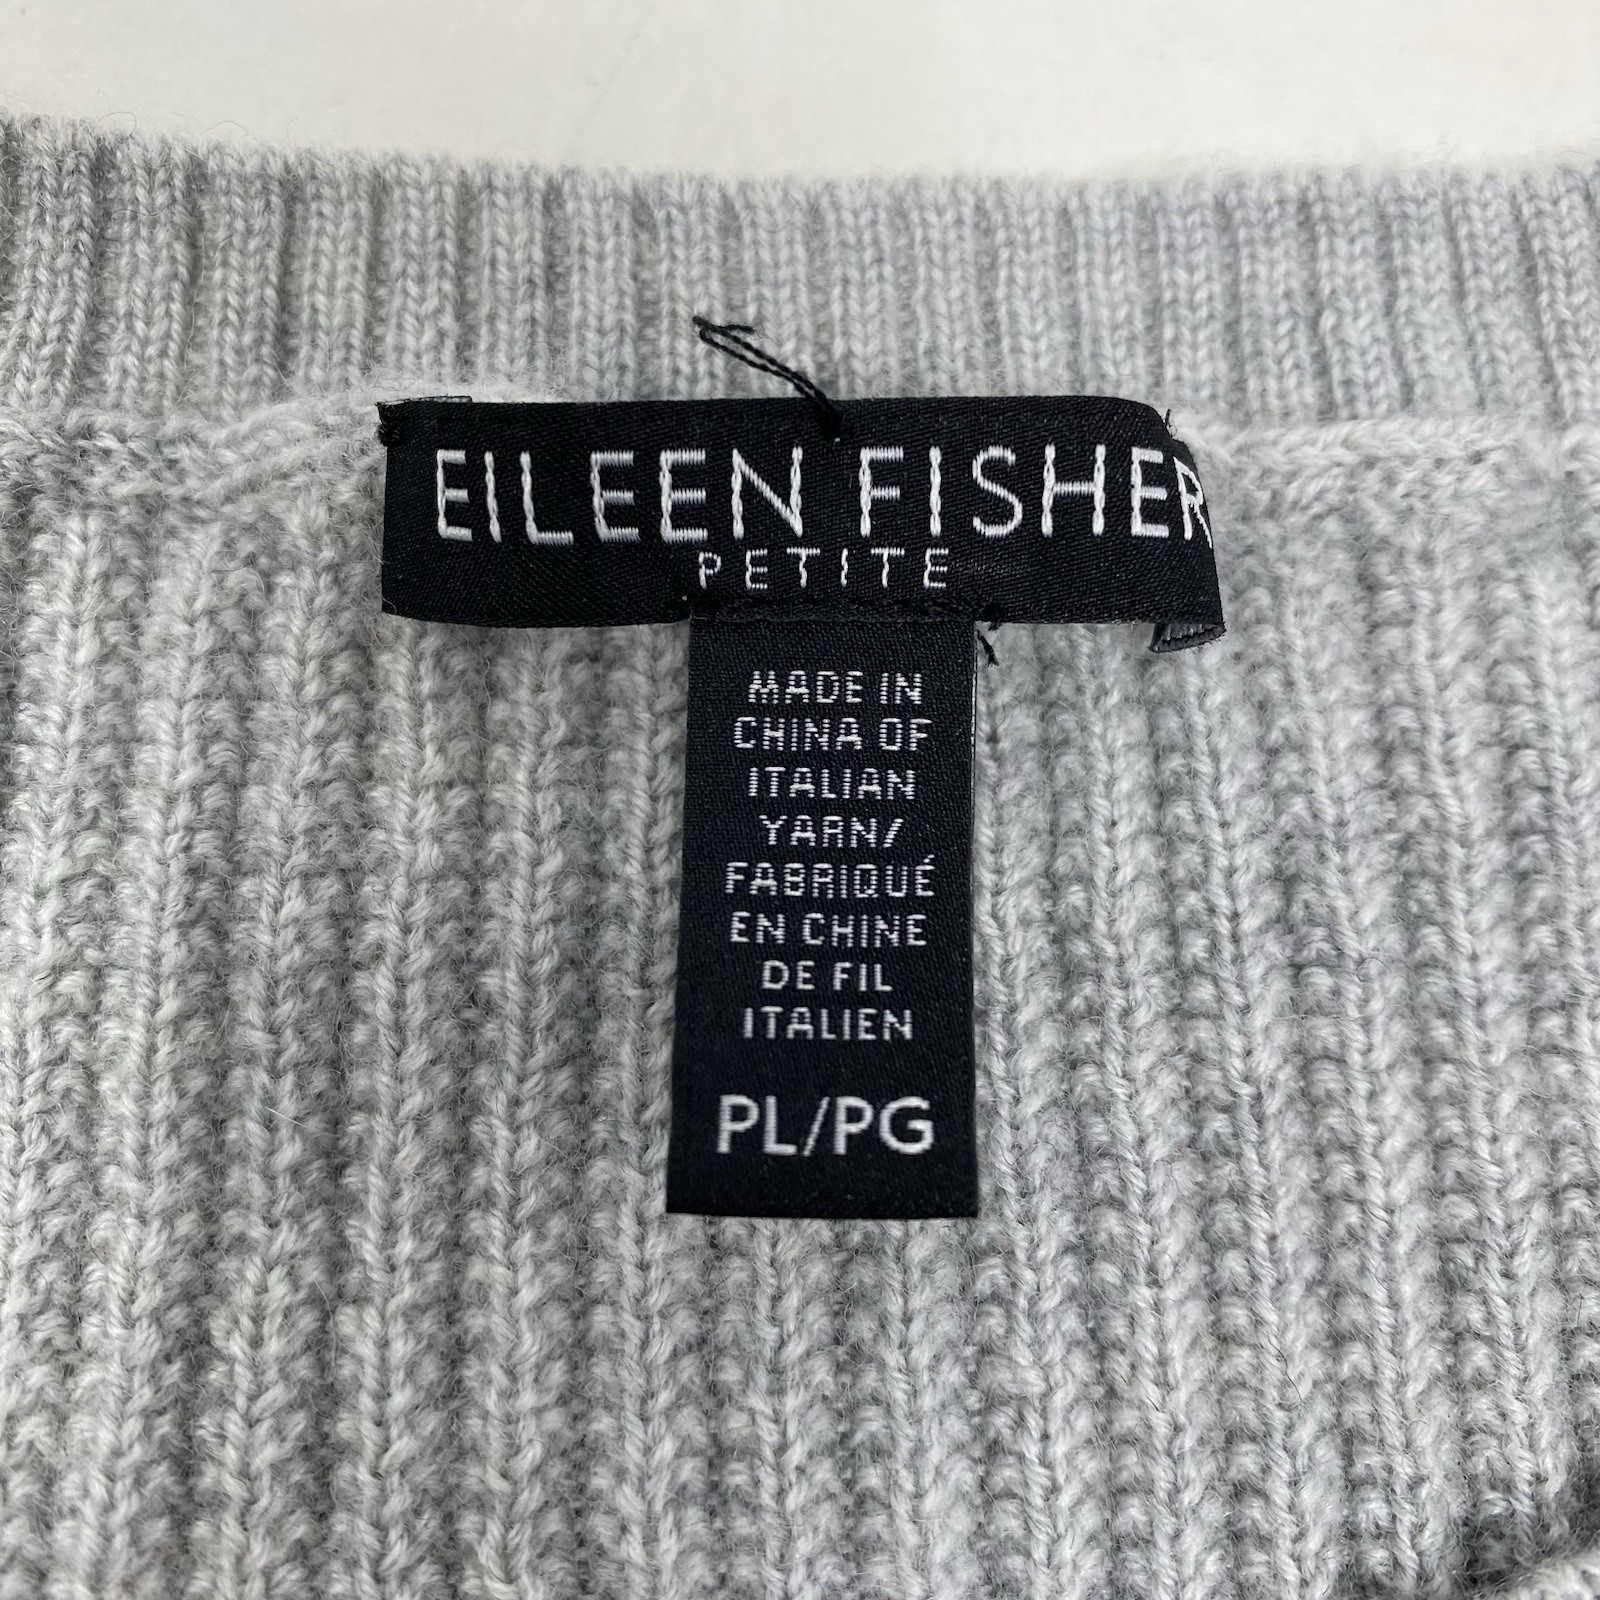 EILEEN FISHER
PETITE
MADE IN
CHINA OF
ITALIAN
YARN/
FABRIQUÉ
EN CHINE
DE FIL
ITALIEN
PL/PG